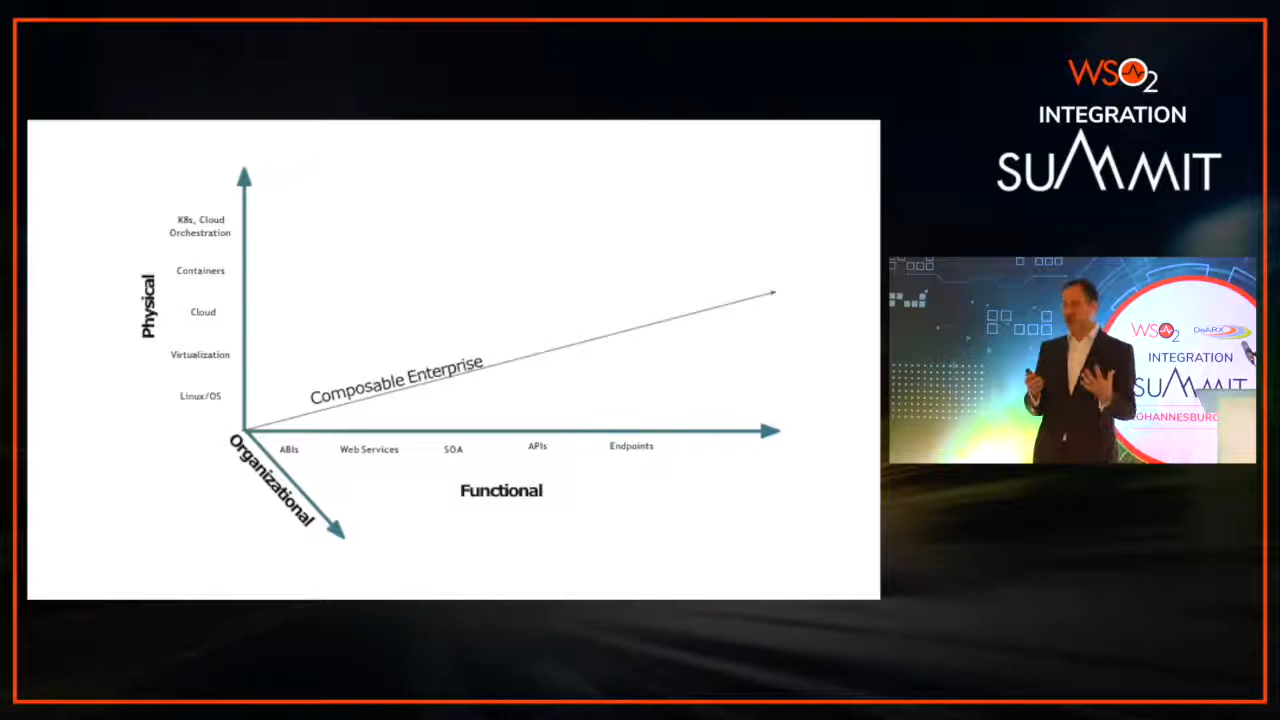 WSO2
INTEGRATION
SUMMIT
K8s, Cloud
Orchestration
Containers
Cloud
Virtualization
Linux/OS
Physical
Composable Enterprise
Organizational
ABIs
Web Services
SOA
APIs
Endpoints
Functional
WSO2
INTEGRATION
SUMMIT
OHANNESBURG